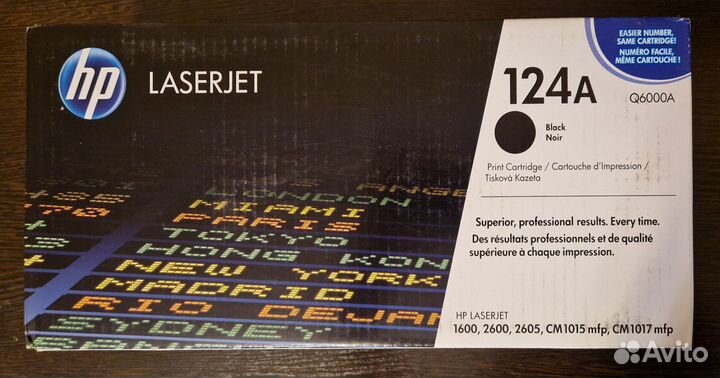 EASIER NUMBER,
SAME CARTRIDGE!
NUMÉRO FACILE,
MÊME CARTOUCHE !
hp
LASERJET
124A
Q6000A
Black
Noir
Print Cartridge / Cartouche d'Impression /
Tisková Kazeta
LONDON
MIAMI
PARIS
TOKYO
HONG KON
NEW YORK
MADRID
RIO DE JAN
SYDNEY
Superior, professional results. Every time.
Des résultats professionnels et de qualité
supérieure à chaque impression.
HP LASERJET
1600, 2600, 2605, CM1015 mfp, CM1017 mfp
Avito